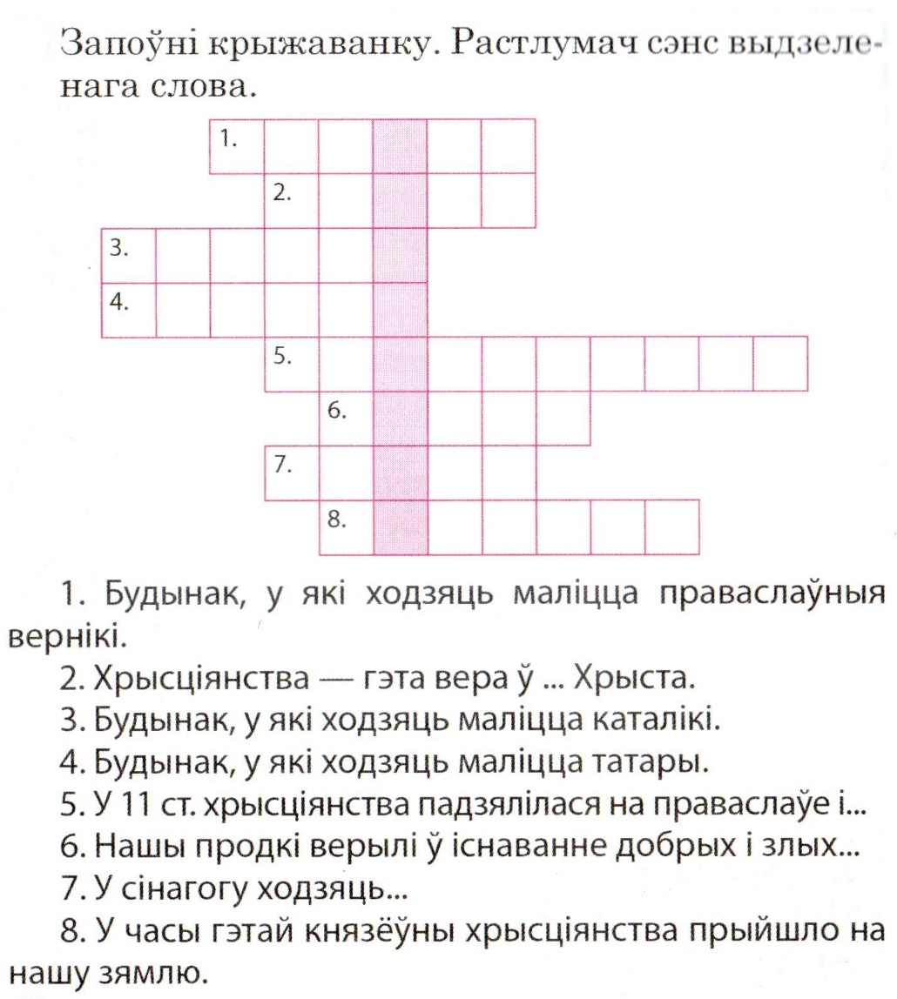 Запоўні крыжаванку. Растлумач сэнс выдзеле-
нага слова.
1.
2.
3.
4.
5.
6.
7.
8.
1. Будынак, у які ходзяць маліцца праваслаўныя
вернікі.
2. Хрысціянства — гэта вера ў ... Хрыста.
3. Будынак, у які ходзяць маліцца каталікі.
4. Будынак, у які ходзяць маліцца татары.
5. У 11 ст. хрысціянства падзялілася на праваслаўе і...
6. Нашы продкі верылі ў існаванне добрых і злых...
7. У сінагогу ходзяць...
8. У часы гэтай князёўны хрысціянства прыйшло на
нашу зямлю.